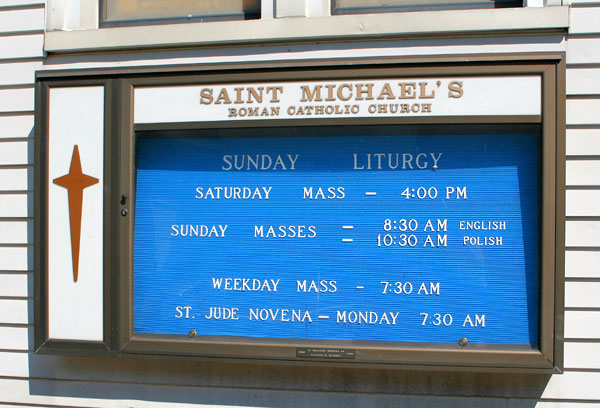 SAINT MICHAEL'S
ROMAN CATHOLIC CHURCH
SUNDAY LITURGY
SATURDAY MASS – 4:00 PM
SUNDAY MASSES – 8:30 AM ENGLISH
– 10:30 AM POLISH
WEEKDAY MASS - 7:30 AM
ST. JUDE NOVENA – MONDAY 7:30 AM